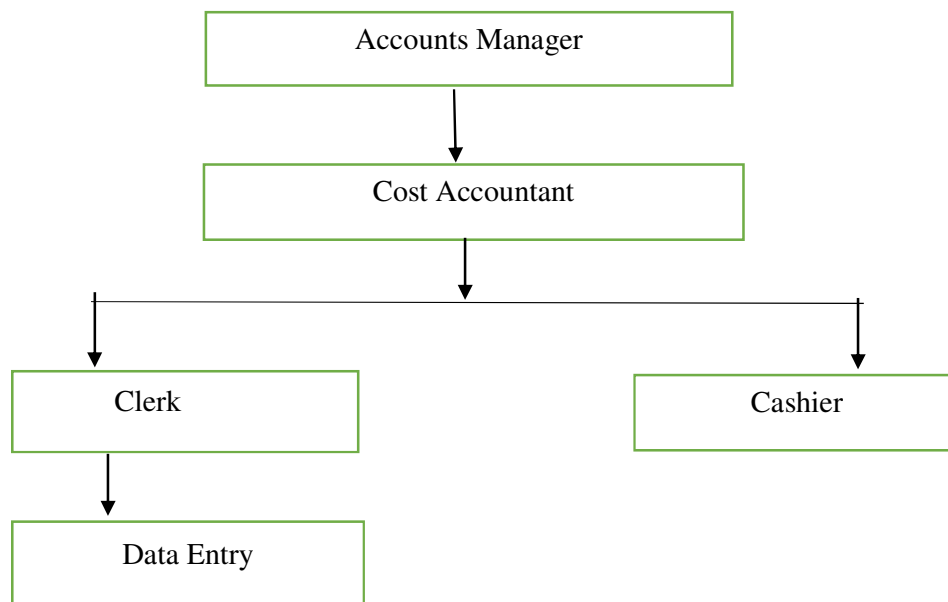 Accounts Manager
Cost Accountant
Clerk
Cashier
Data Entry